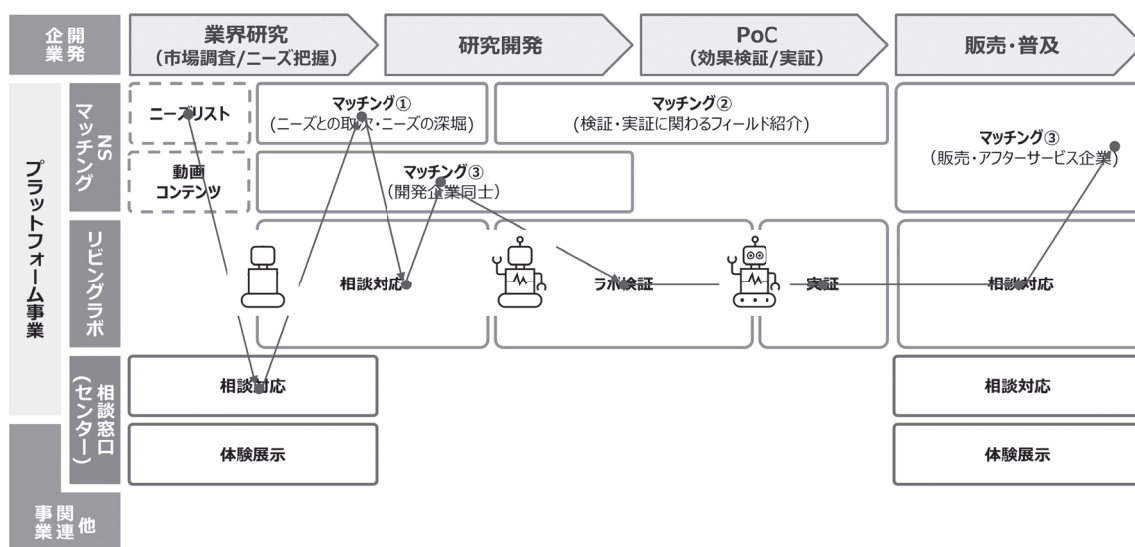 開発
企業
業界研究
(市場調査/ニーズ把握)
研究開発
PoC
(効果検証/実証)
販売・普及
プラットフォーム事業
NS
マッチング
ニーズリスト
マッチング①
(ニーズとの取次・ニーズの深堀)
マッチング②
(検証・実証に関わるフィールド紹介)
マッチング③
(販売・アフターサービス企業)
動画
コンテンツ
マッチング③
(開発企業同士)
リビングラボ
相談対応
ラボ検証
実証
相談対応
相談窓口
(センター)
相談対応
相談対応
体験展示
体験展示
他
関連
事業